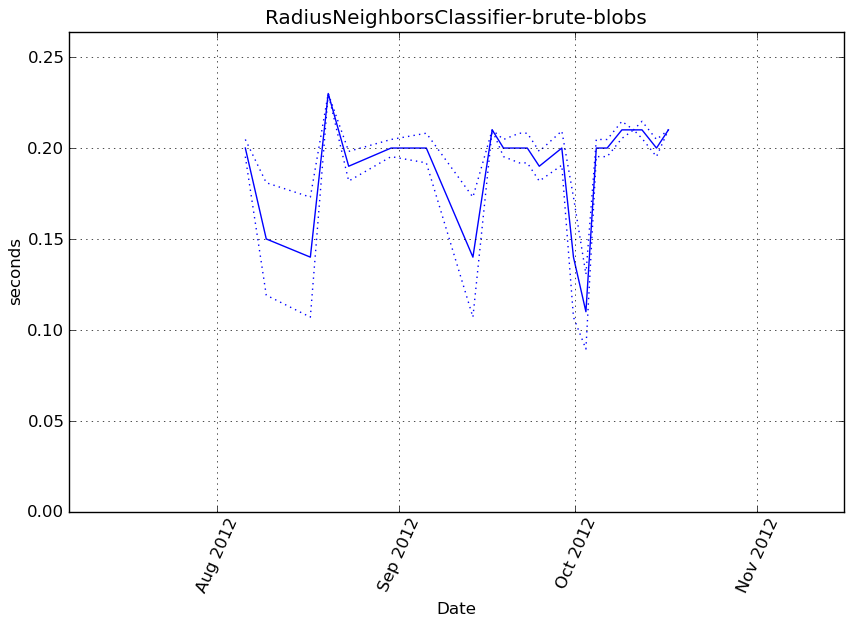 RadiusNeighborsClassifier-brute-blobs
0.25
0.20
0.15
0.10
0.05
0.00
seconds
Aug 2012
Sep 2012
Oct 2012
Nov 2012
Date